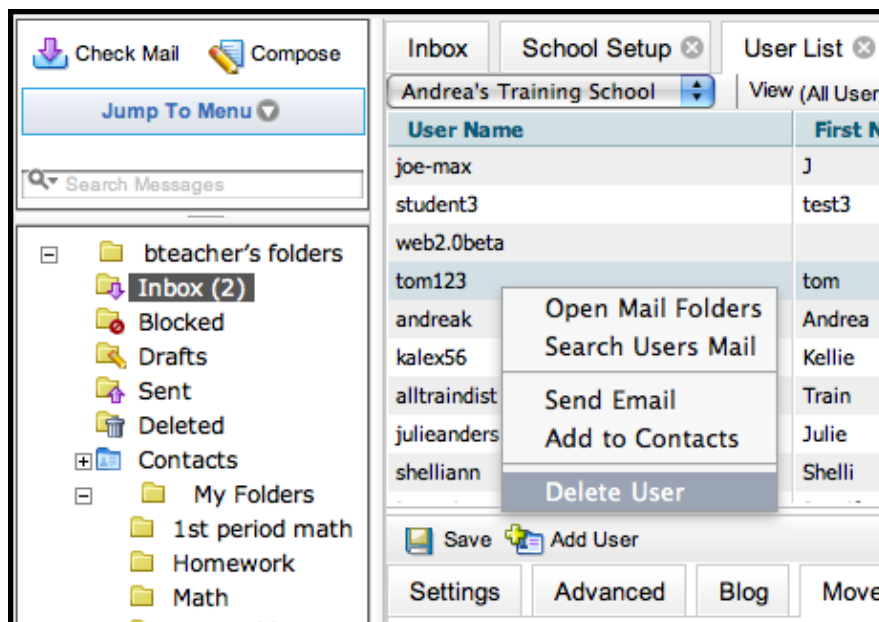 Check Mail Compose
Jump To Menu
Search Messages
bteacher's folders
Inbox (2)
Blocked
Drafts
Sent
Deleted
Contacts
My Folders
1st period math
Homework
Math
Inbox School Setup User List
Andrea's Training School View (All User
User Name First N
joe-max J
student3 test3
web2.0beta
tom123 tom
andreak Andrea
kalex56 Kellie
alltraindist Train
julieanders Julie
shelliann Shelli
Open Mail Folders
Search Users Mail
Send Email
Add to Contacts
Delete User
Save Add User
Settings Advanced Blog Move